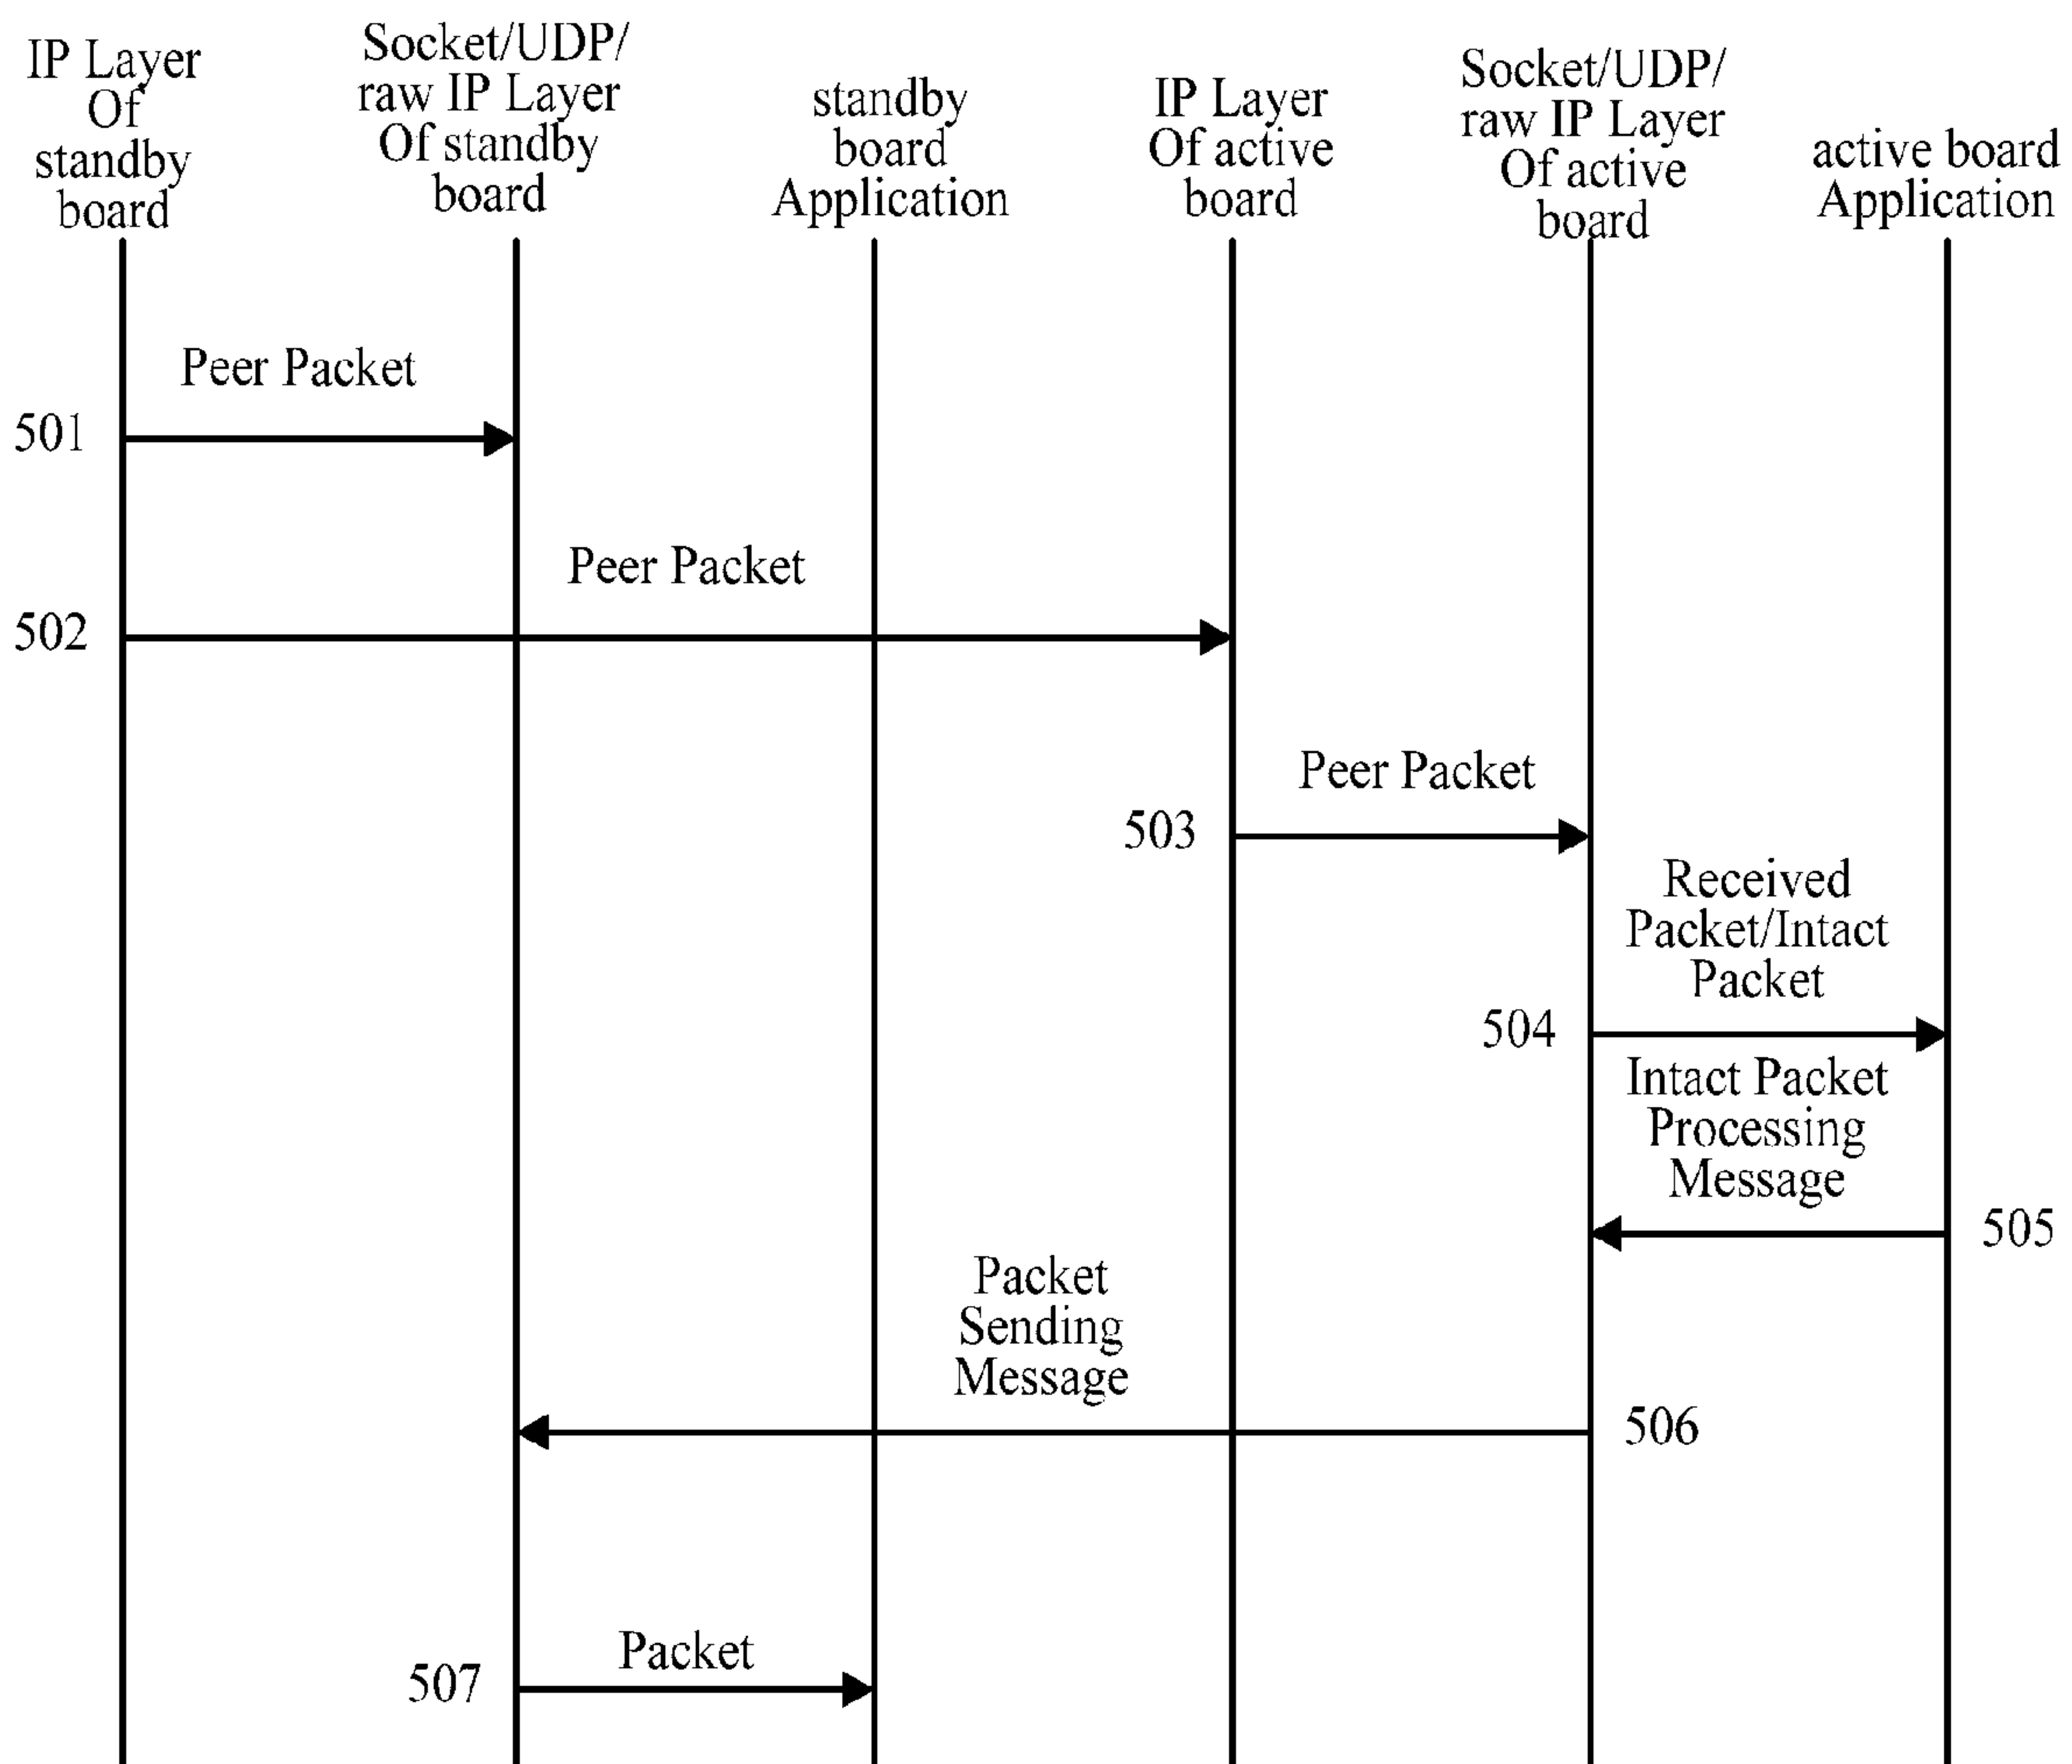 IP Layer
Of
standby
board
Socket/UDP/
raw IP Layer
Of standby
board
standby
board
Application
IP Layer
Of active
board
Socket/UDP/
raw IP Layer
Of active
board
active board
Application
Peer Packet
501
Peer Packet
502
Peer Packet
503
Received
Packet/Intact
Packet
504
Intact Packet
Processing
Message
505
Packet
Sending
Message
506
Packet
507